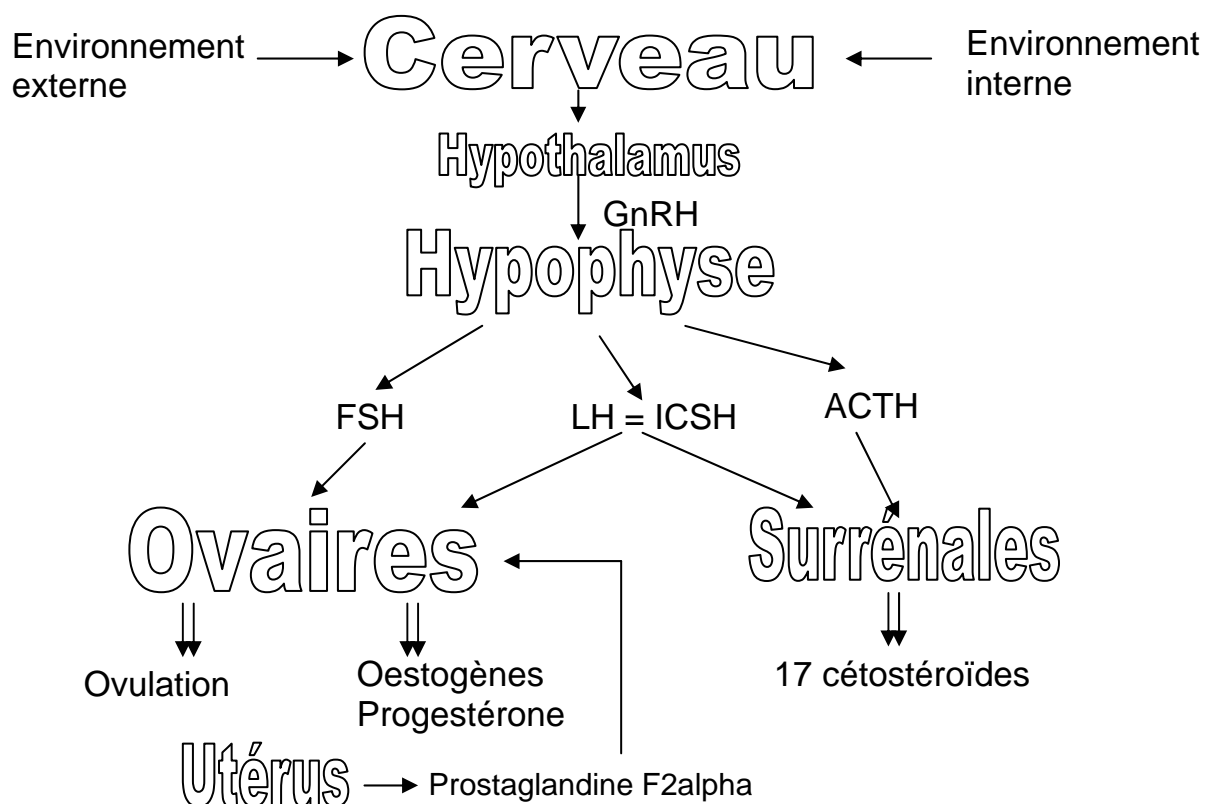 Environnement
externe
Cerveau
Environnement
interne
Hypothalamus
GnRH
Hypophyse
FSH
LH = ICSH
ACTH
Ovaires
Surrénales
Ovulation
Oestogènes
Progestérone
17 cétostéroïdes
Utérus
Prostaglandine F2alpha